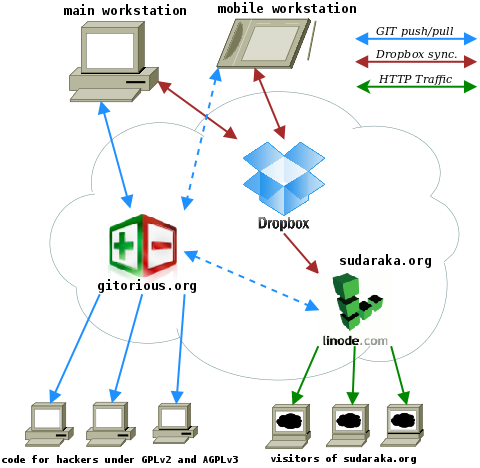 main workstation
mobile workstation
GIT push/pull
Dropbox sync.
HTTP Traffic
Dropbox
sudaraka.org
gitorious.org
linode.com
code for hackers under GPLv2 and AGPLv3
visitors of sudaraka.org